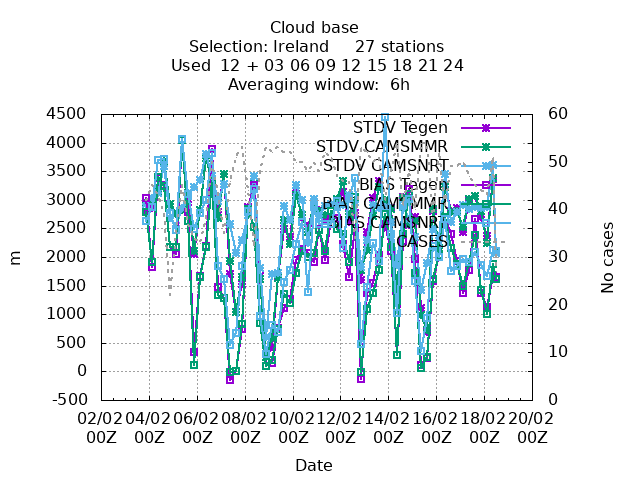 Cloud base
Selection: Ireland 27 stations
Used 12 + 03 06 09 12 15 18 21 24
Averaging window: 6h
4500
4000
3500
3000
2500
2000
1500
1000
500
0
-500
m
60
50
40
30
20
10
0
No cases
STDV Tegen
STDV CAMSMMR
STDV CAMSNRT
BIAS Tegen
BIAS CAMSMMR
BIAS CAMSNRT
CASES
02/02 04/02 06/02 08/02 10/02 12/02 14/02 16/02 18/02 20/02
00Z 00Z 00Z 00Z 00Z 00Z 00Z 00Z 00Z 00Z
Date